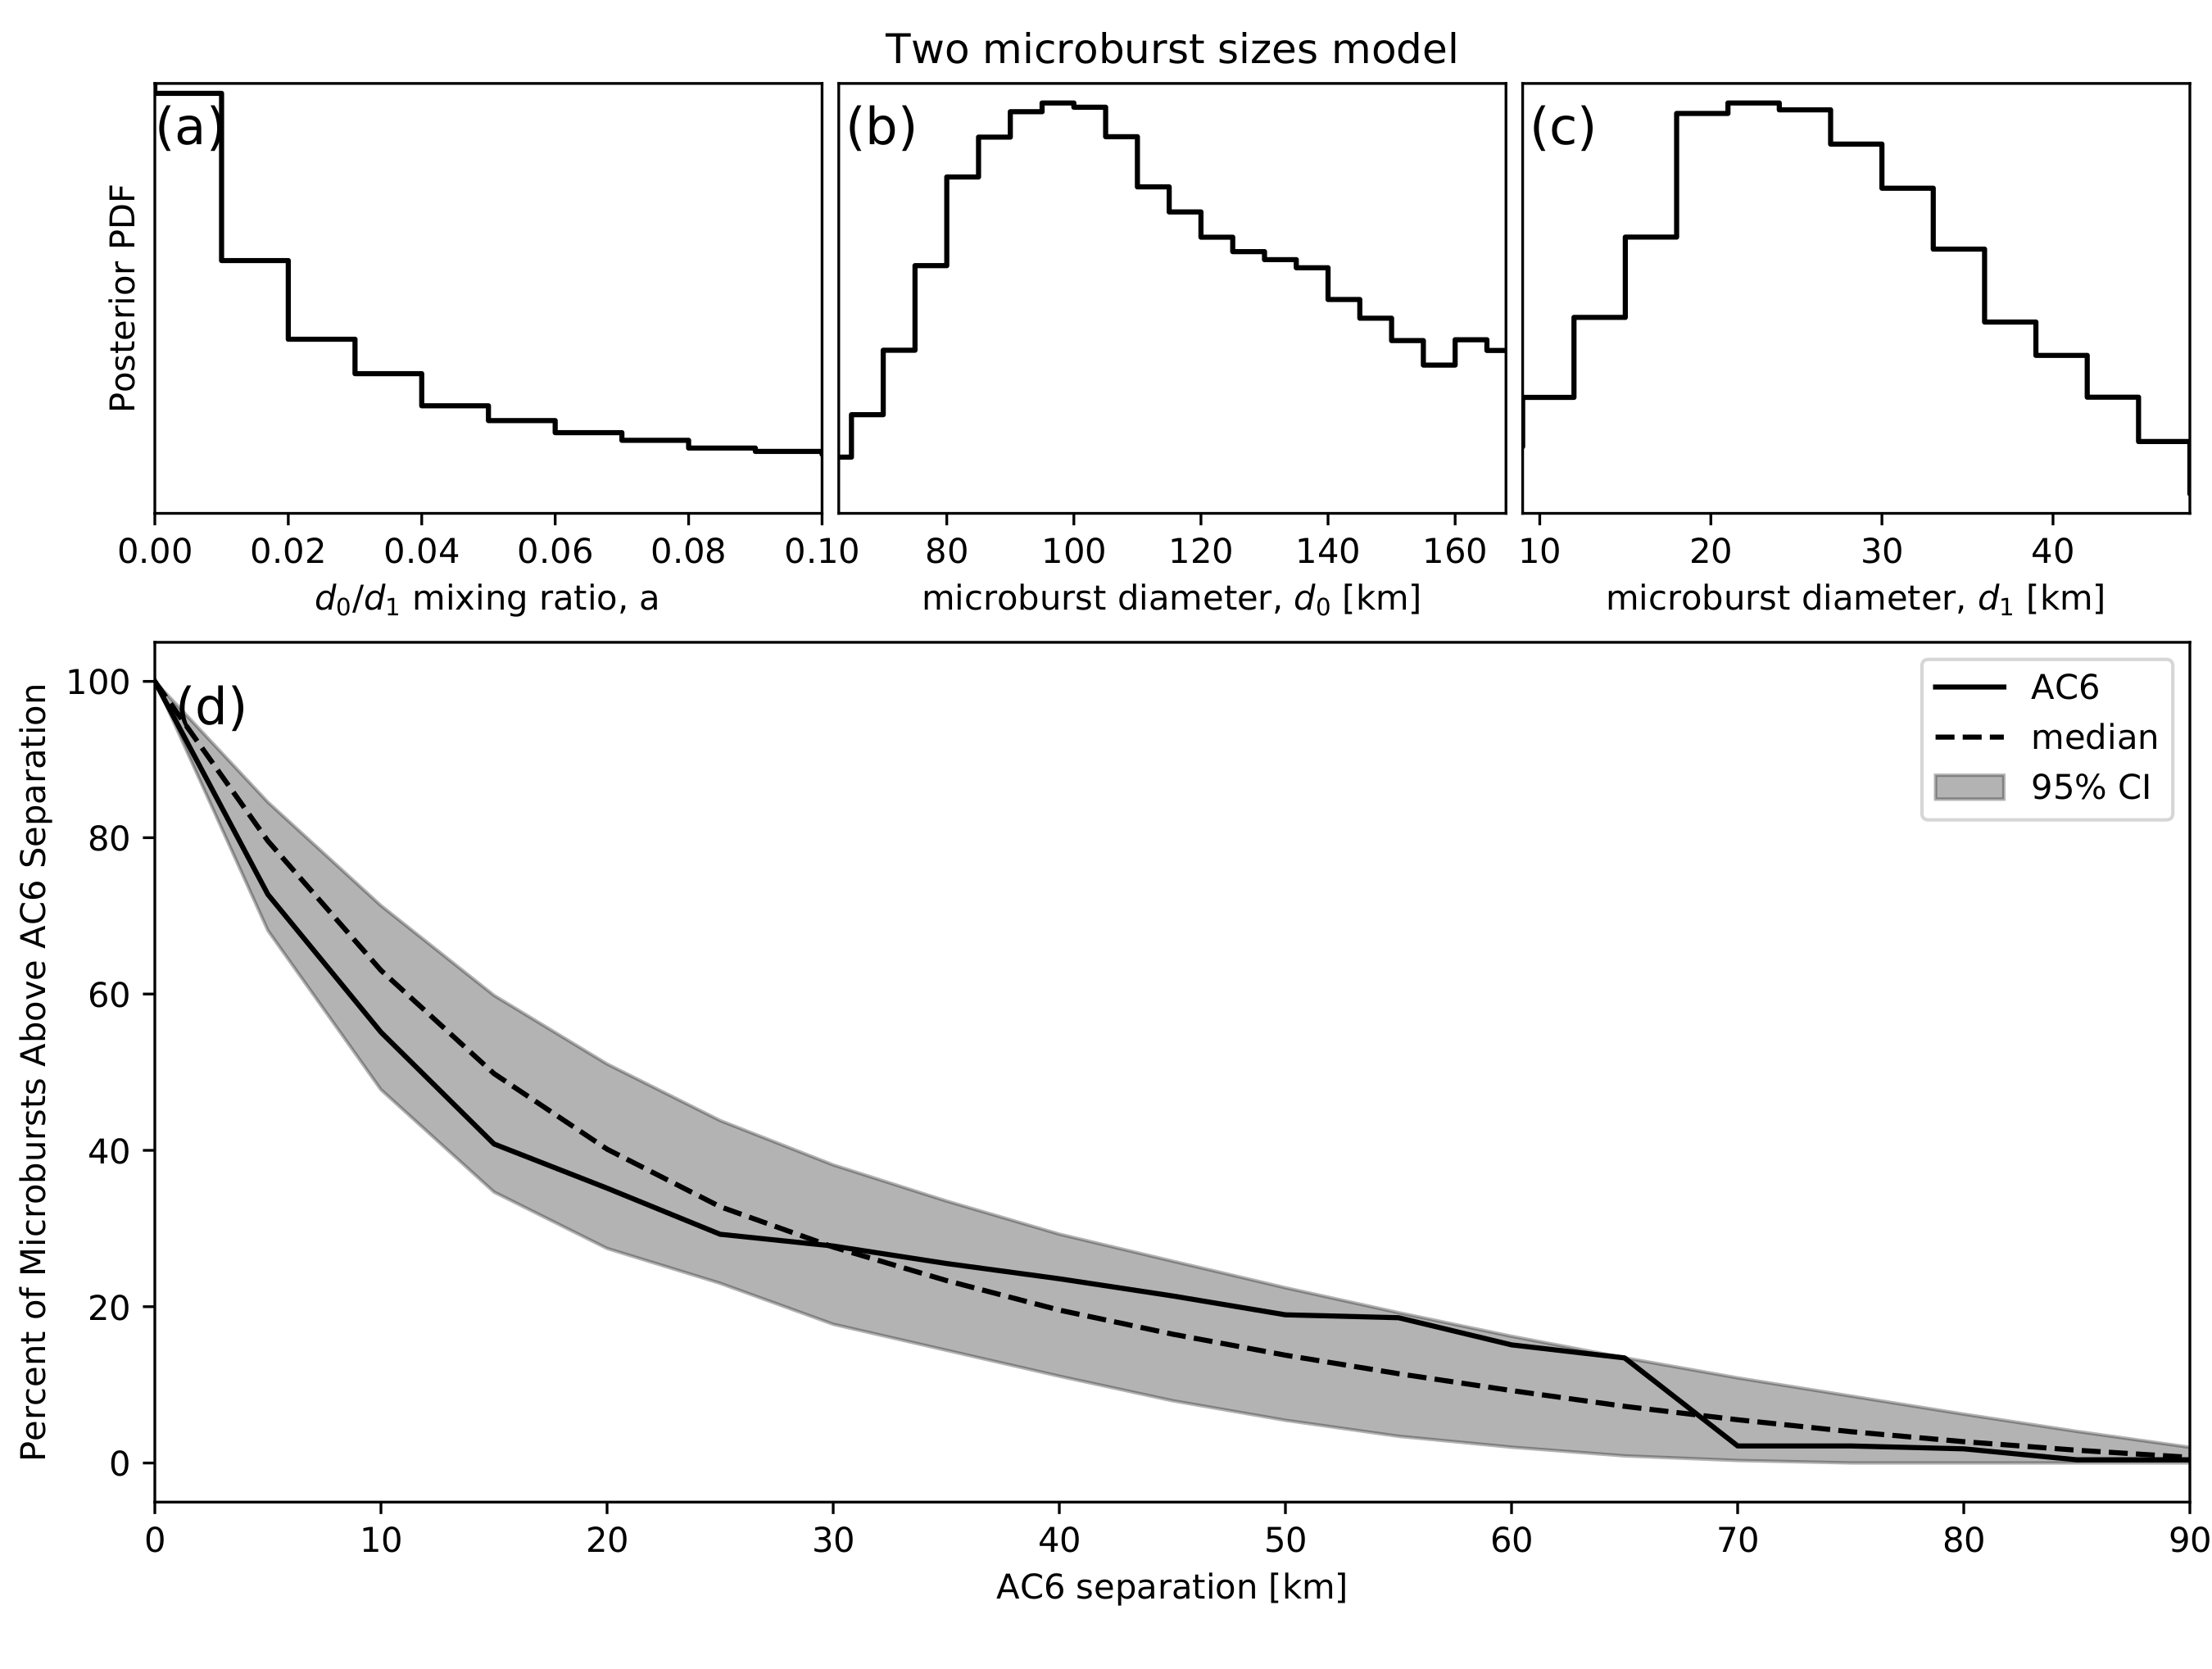 Two microburst sizes model
(a)
(b)
(c)
Posterior PDF
0.00 0.02 0.04 0.06 0.08 0.10
80 100 120 140 160
10 20 30 40
d₀/d₁ mixing ratio, a
microburst diameter, d₀ [km]
microburst diameter, d₁ [km]
(d)
AC6
median
95% CI
Percent of Microbursts Above AC6 Separation
100
80
60
40
20
0
0 10 20 30 40 50 60 70 80 90
AC6 separation [km]